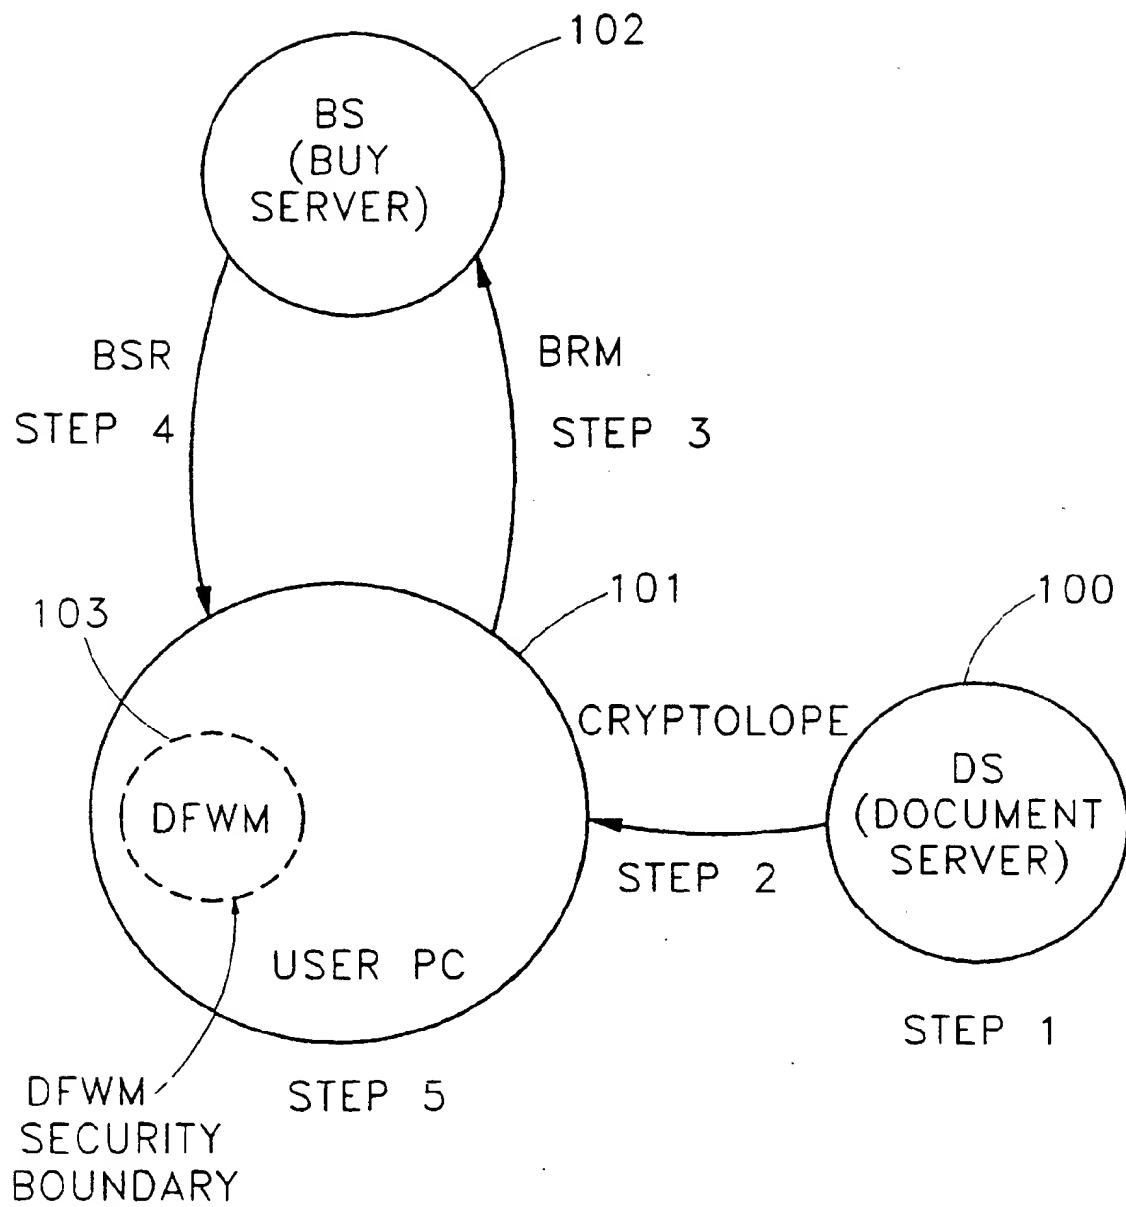 102
BS
(BUY
SERVER)
BSR
BRM
STEP 4
STEP 3
103
101
100
CRYPTOLOPE
DS
(DOCUMENT
SERVER)
DFWM
STEP 2
USER PC
STEP 1
DFWM
SECURITY
BOUNDARY
STEP 5